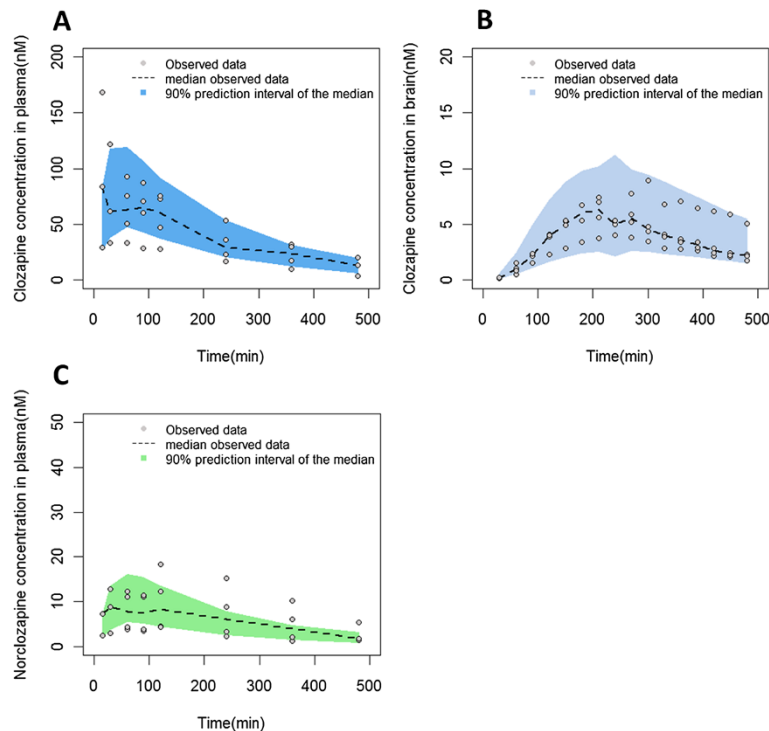 A
Clozapine concentration in plasma(nM)
200
150
100
50
0
Observed data
median observed data
90% prediction interval of the median
0 100 200 300 400 500
Time(min)
B
Clozapine concentration in brain(nM)
20
15
10
5
0
Observed data
median observed data
90% prediction interval of the median
0 100 200 300 400 500
Time(min)
C
Norclozapine concentration in plasma(nM)
50
40
30
20
10
0
Observed data
median observed data
90% prediction interval of the median
0 100 200 300 400 500
Time(min)